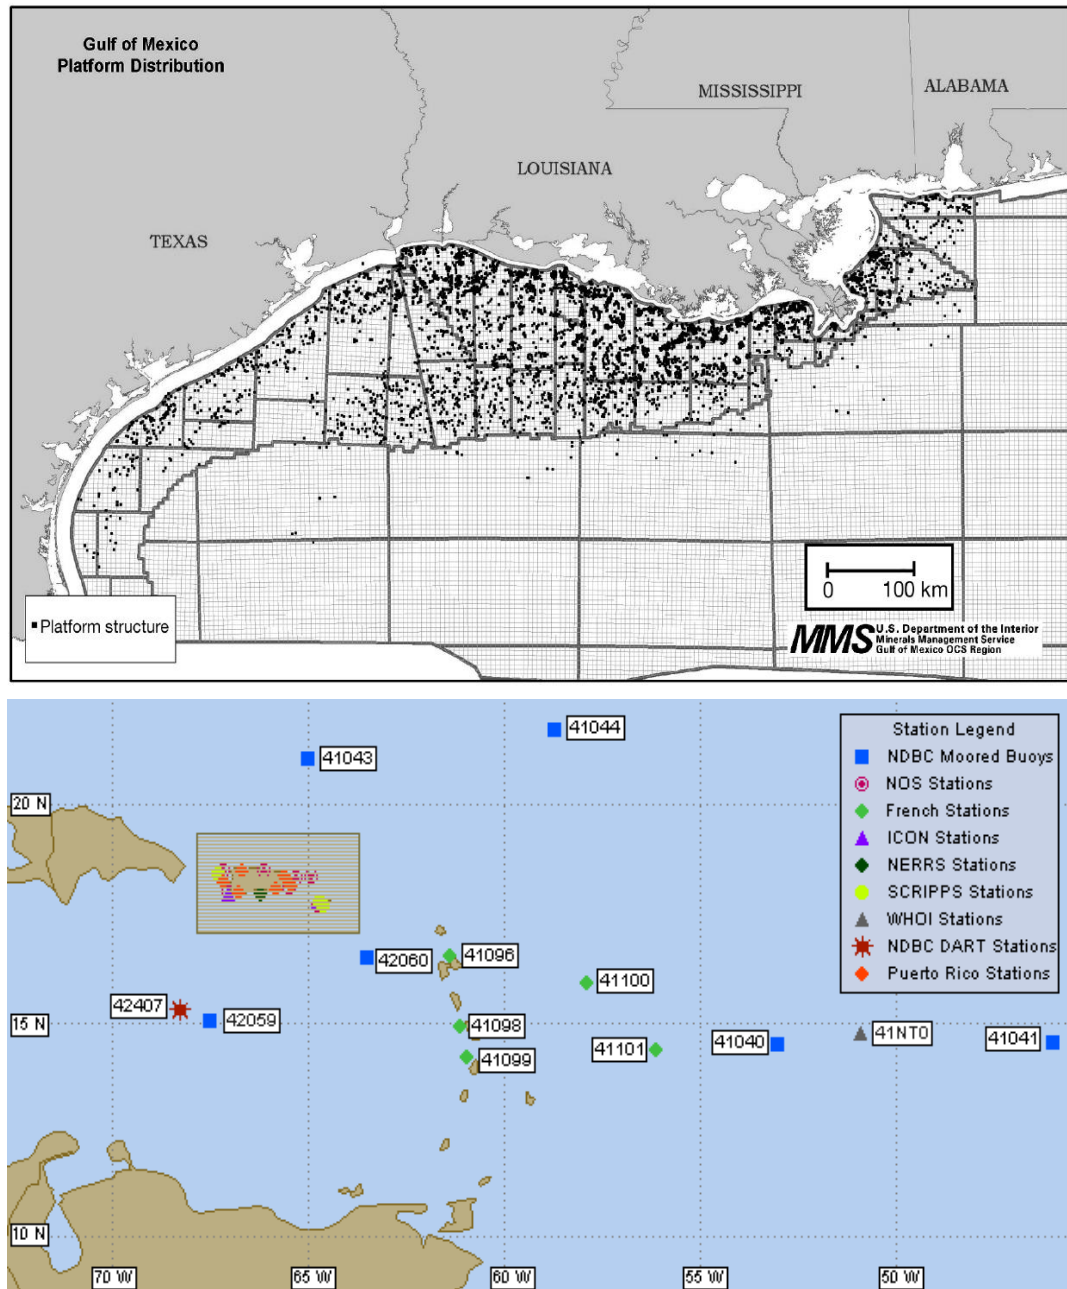 Gulf of Mexico
Platform Distribution
MISSISSIPPI
ALABAMA
LOUISIANA
TEXAS
0 100 km
Platform structure
MMS
U.S. Department of the Interior
Minerals Management Service
Gulf of Mexico OCS Region
41044
41043
Station Legend
NDBC Moored Buoys
NOS Stations
French Stations
ICON Stations
NERRS Stations
SCRIPPS Stations
WHOI Stations
NDBC DART Stations
Puerto Rico Stations
20 N
42060
41096
41100
42407
42059
15 N
41098
41099
41101
41040
41NT0
41041
10 N
70 W
65 W
60 W
55 W
50 W